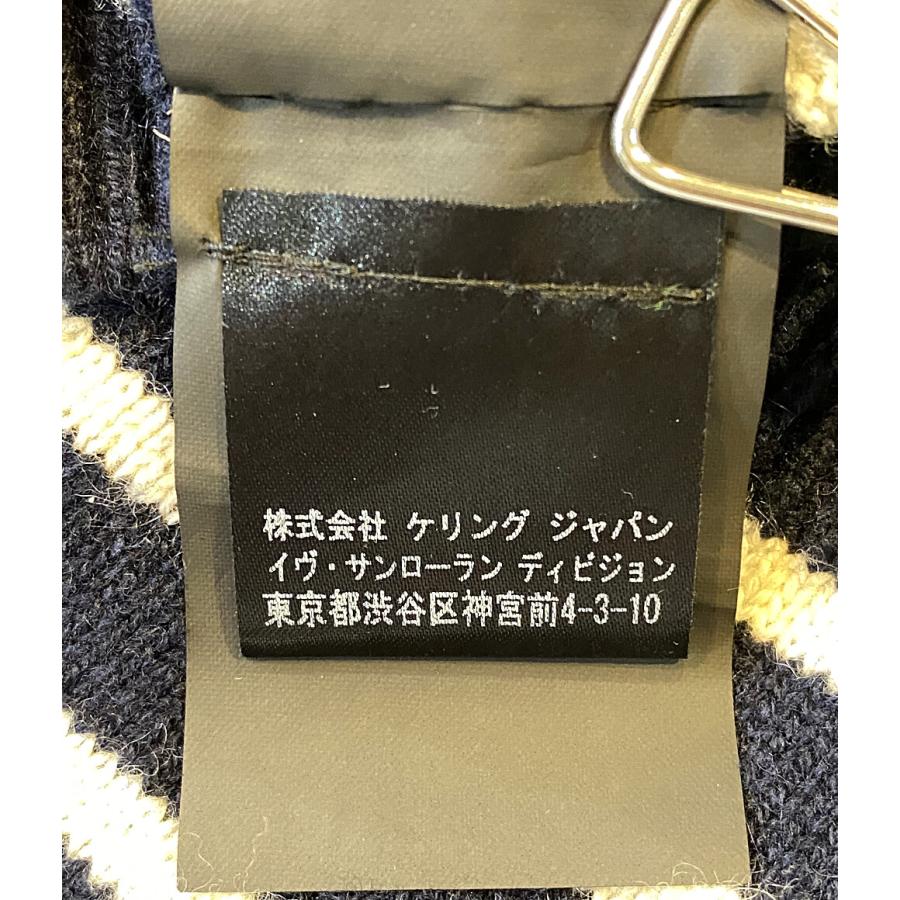 株式会社 ケリング ジャパン
イヴ・サンローラン ディビジョン
東京都渋谷区神宮前4-3-10